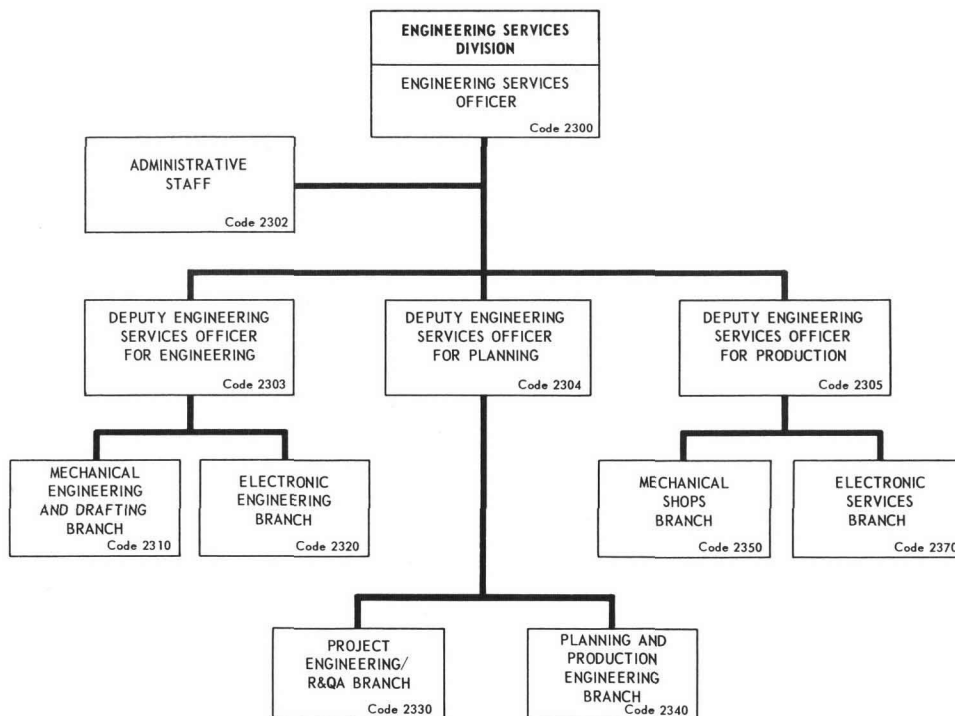 ENGINEERING SERVICES
DIVISION
ENGINEERING SERVICES
OFFICER
Code 2300
ADMINISTRATIVE
STAFF
Code 2302
DEPUTY ENGINEERING
SERVICES OFFICER
FOR ENGINEERING
Code 2303
DEPUTY ENGINEERING
SERVICES OFFICER
FOR PLANNING
Code 2304
DEPUTY ENGINEERING
SERVICES OFFICER
FOR PRODUCTION
Code 2305
MECHANICAL
ENGINEERING
AND DRAFTING
BRANCH
Code 2310
ELECTRONIC
ENGINEERING
BRANCH
Code 2320
MECHANICAL
SHOPS
BRANCH
Code 2350
ELECTRONIC
SERVICES
BRANCH
Code 2370
PROJECT
ENGINEERING/
R&QA BRANCH
Code 2330
PLANNING AND
PRODUCTION
ENGINEERING
BRANCH
Code 2340